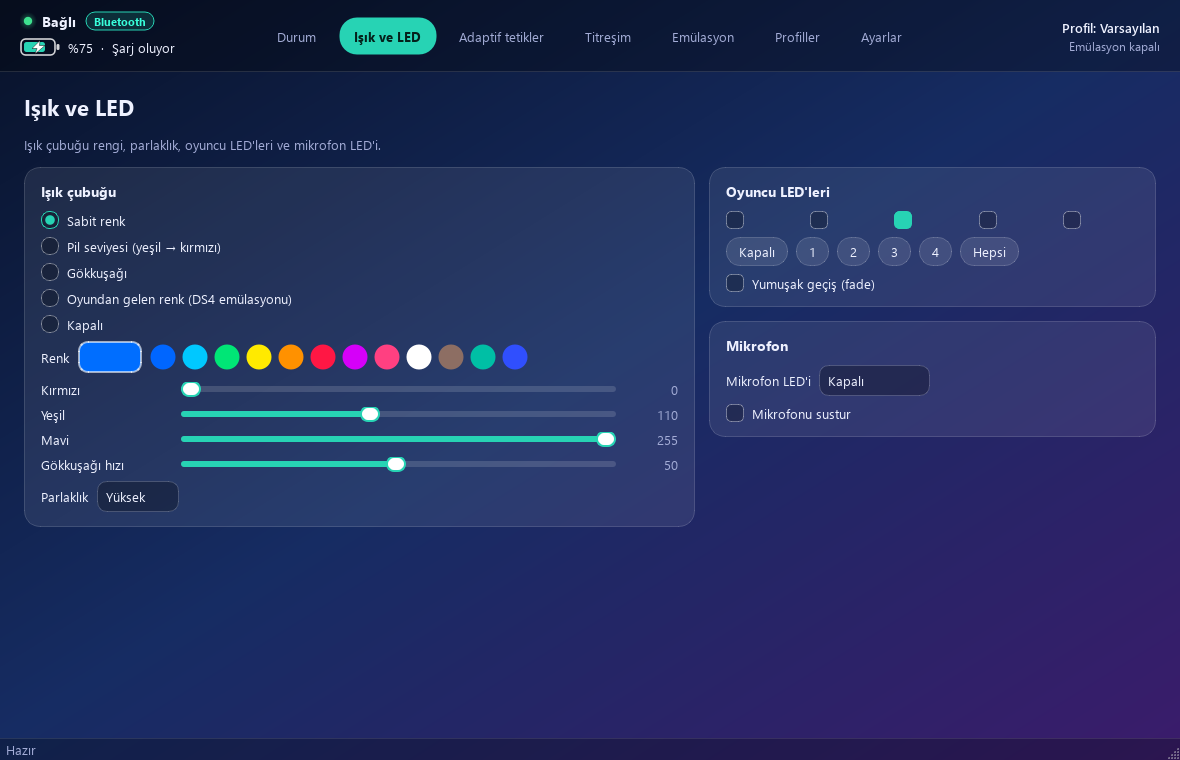 Bağlı Bluetooth
%75 · Şarj oluyor
Durum Işık ve LED Adaptif tetikler Titreşim Emülasyon Profiller Ayarlar
Profil: Varsayılan
Emülasyon kapalı
Işık ve LED
Işık çubuğu rengi, parlaklık, oyuncu LED'leri ve mikrofon LED'i.
Işık çubuğu
Sabit renk
Pil seviyesi (yeşil → kırmızı)
Gökkuşağı
Oyundan gelen renk (DS4 emülasyonu)
Kapalı
Renk
Kırmızı 0
Yeşil 110
Mavi 255
Gökkuşağı hızı 50
Parlaklık Yüksek
Oyuncu LED'leri
Kapalı 1 2 3 4 Hepsi
Yumuşak geçiş (fade)
Mikrofon
Mikrofon LED'i Kapalı
Mikrofonu sustur
Hazır